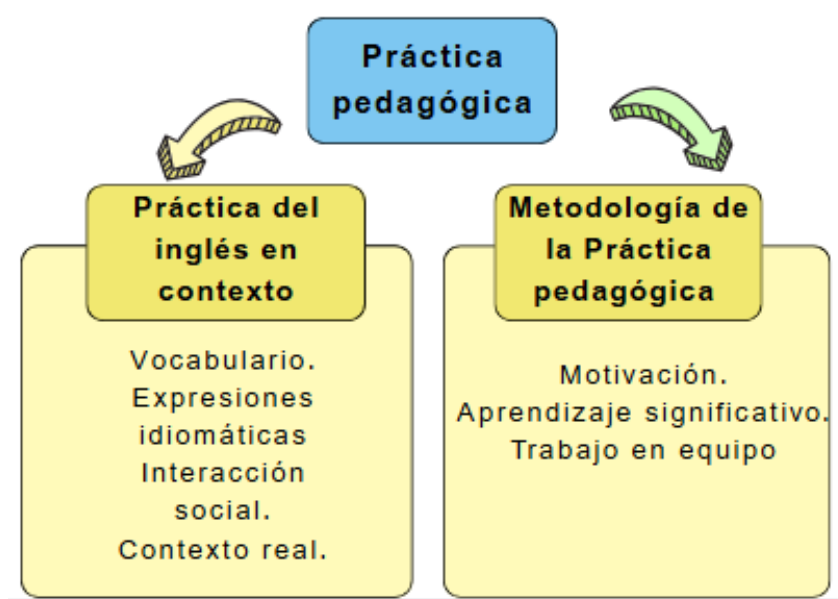 Práctica
pedagógica
Práctica del
inglés en
contexto
Vocabulario.
Expresiones
idiomáticas
Interacción
social.
Contexto real.
Metodología de
la Práctica
pedagógica
Motivación.
Aprendizaje significativo.
Trabajo en equipo